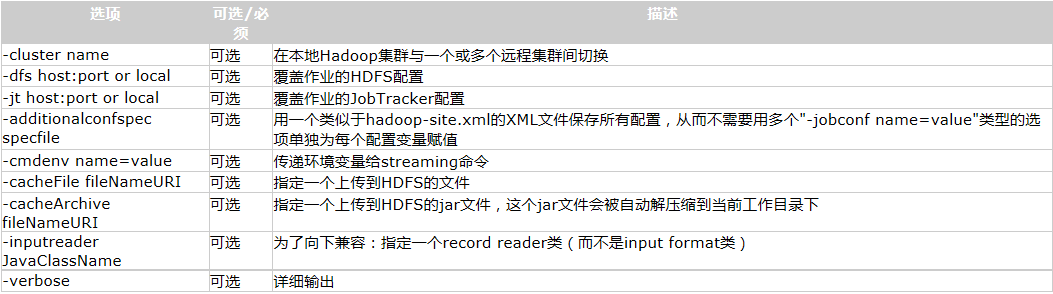 选项 可选/必 描述
须
-cluster name 可选 在本地Hadoop集群与一个或多个远程集群间切换
-dfs host:port or local 可选 覆盖作业的HDFS配置
-jt host:port or local 可选 覆盖作业的JobTracker配置
-additionalconfspec 可选 用一个类似于hadoop-site.xml的XML文件保存所有配置，从而不需要用多个"-jobconf name=value"类型的选
specfile 项单独为每个配置变量赋值
-cmdenv name=value 可选 传递环境变量给streaming命令
-cacheFile fileNameURI 可选 指定一个上传到HDFS的文件
-cacheArchive 可选 指定一个上传到HDFS的jar文件，这个jar文件会被自动解压缩到当前工作目录下
fileNameURI
-inputreader 可选 为了向下兼容：指定一个record reader类（而不是input format类）
JavaClassName
-verbose 可选 详细输出